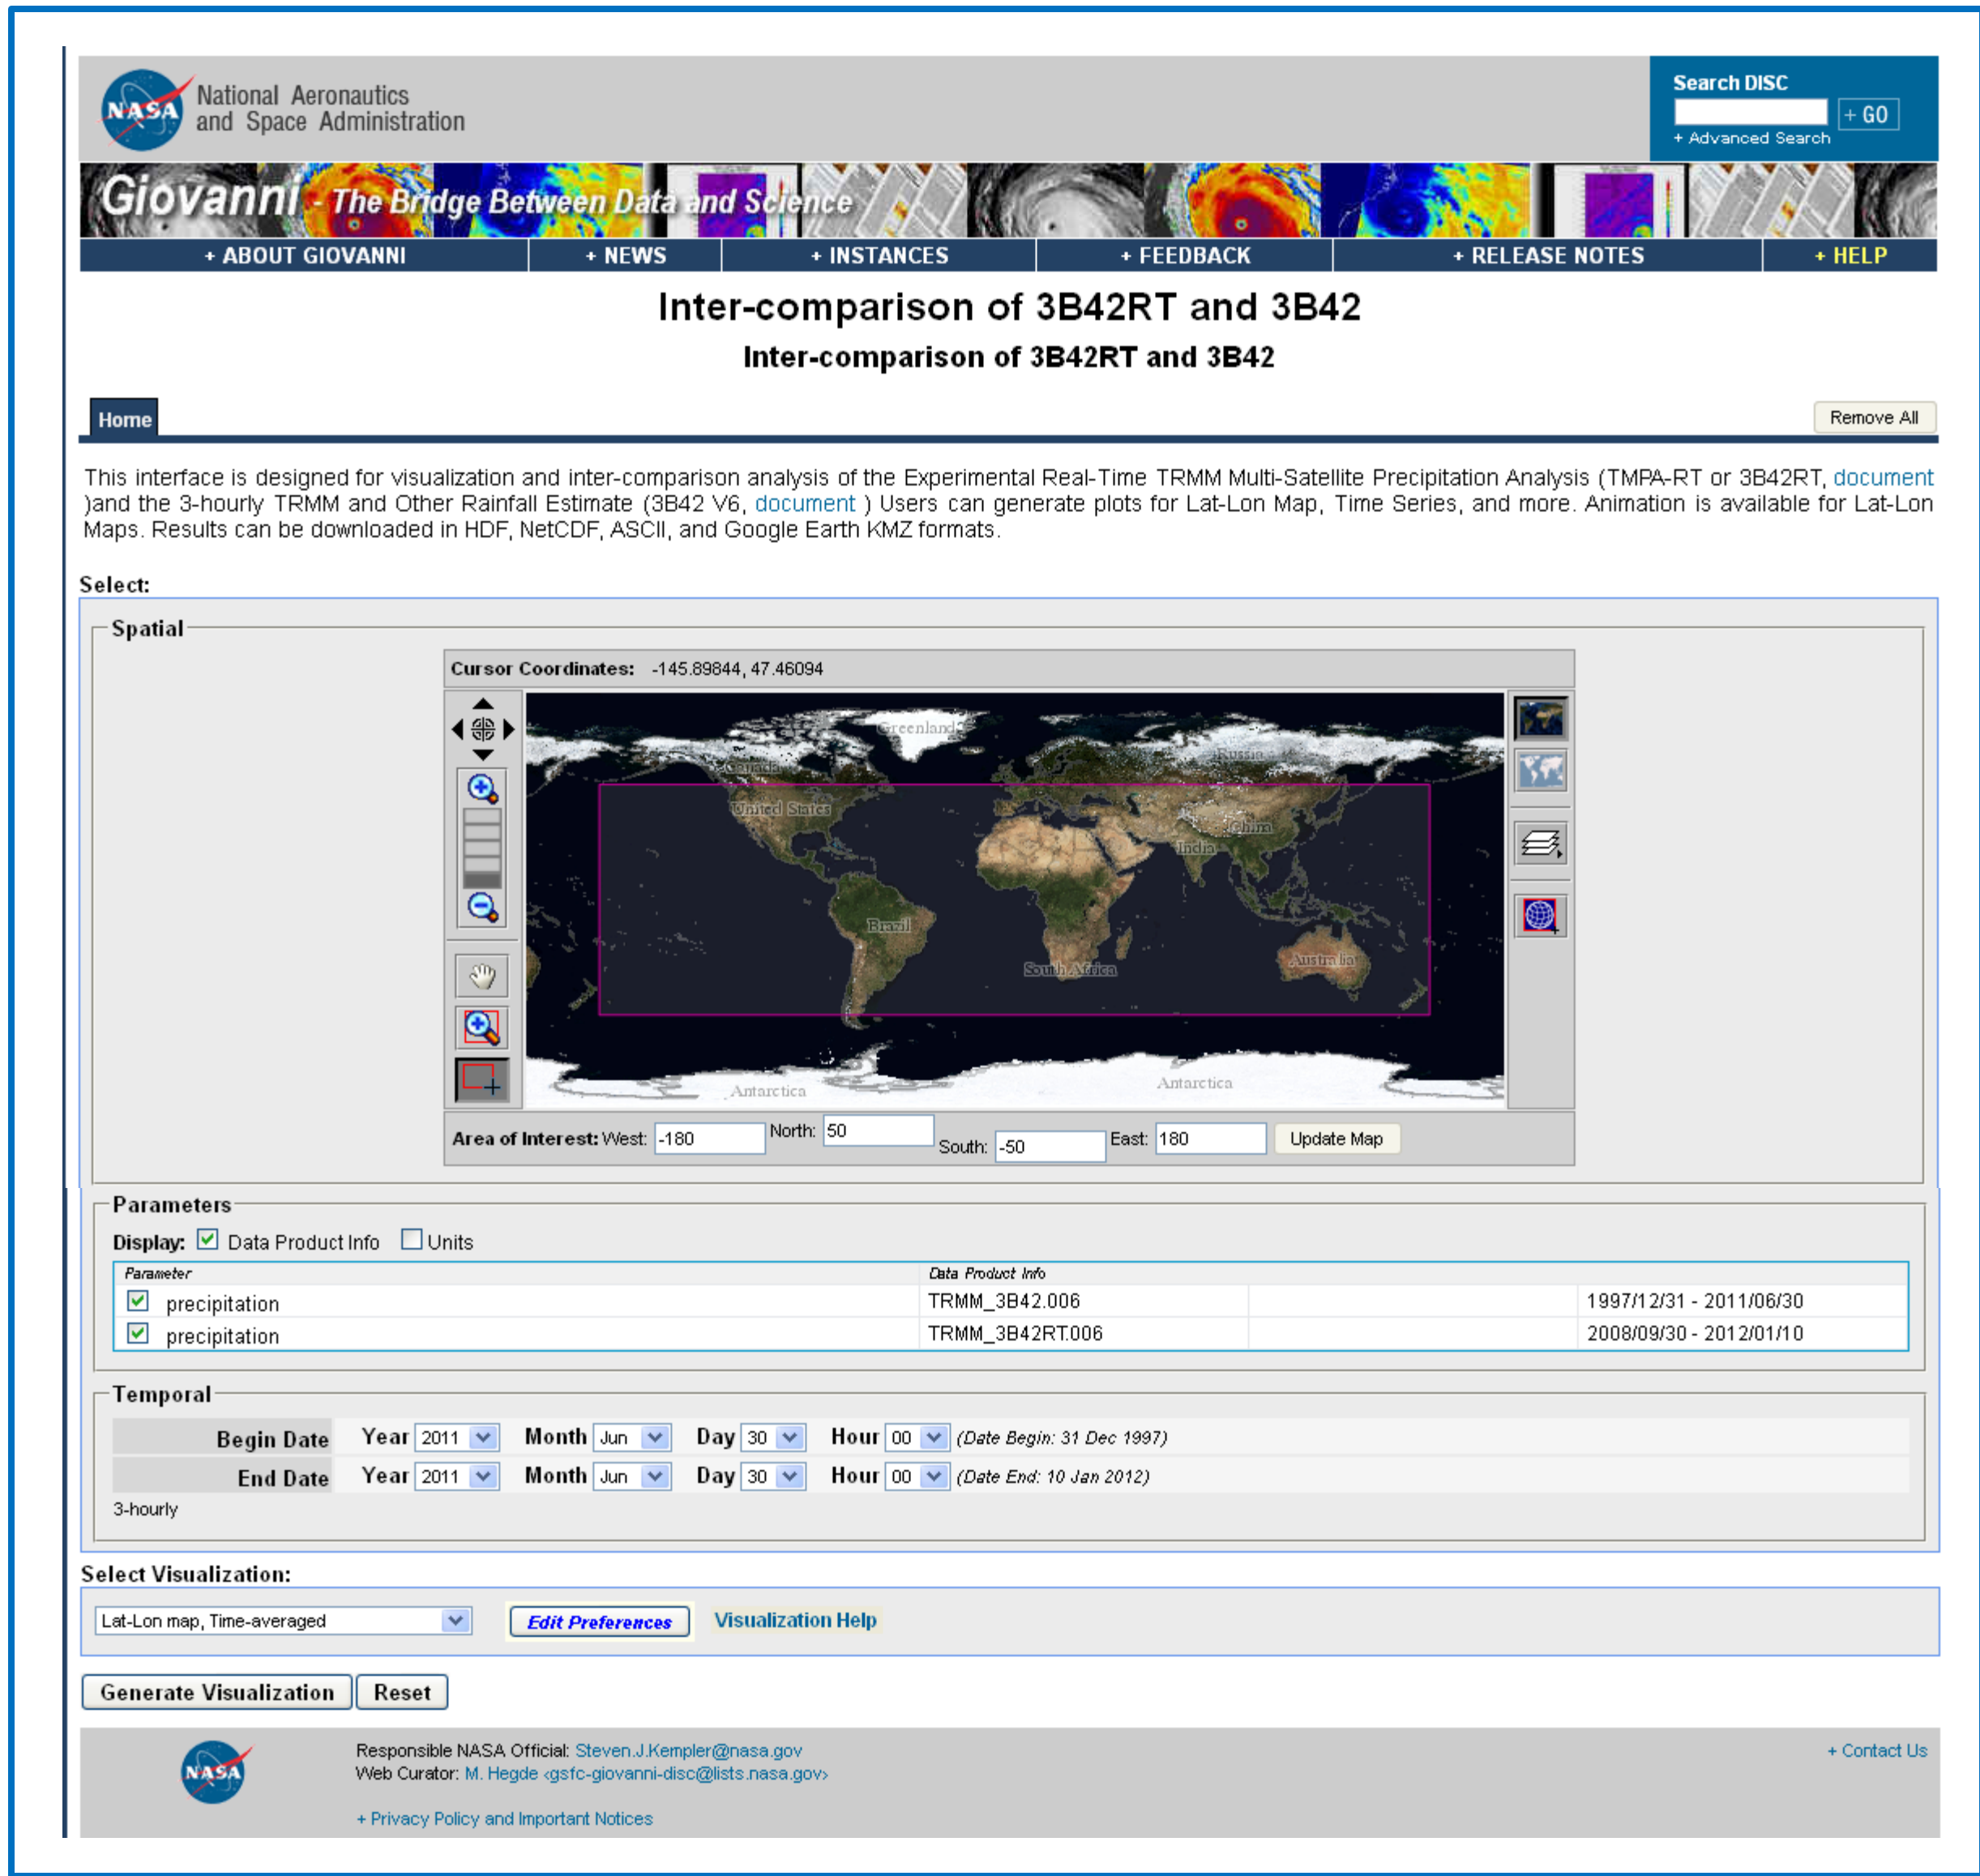 NASA
National Aeronautics
and Space Administration
Search DISC
+ GO
+ Advanced Search
Giovanni - The Bridge Between Data and Science
+ ABOUT GIOVANNI + NEWS + INSTANCES + FEEDBACK + RELEASE NOTES + HELP
Inter-comparison of 3B42RT and 3B42
Inter-comparison of 3B42RT and 3B42
Home
Remove All
This interface is designed for visualization and inter-comparison analysis of the Experimental Real-Time TRMM Multi-Satellite Precipitation Analysis (TMPA-RT or 3B42RT, document
)and the 3-hourly TRMM and Other Rainfall Estimate (3B42 V6, document ) Users can generate plots for Lat-Lon Map, Time Series, and more. Animation is available for Lat-Lon
Maps. Results can be downloaded in HDF, NetCDF, ASCII, and Google Earth KMZ formats.
Select:
Spatial
Cursor Coordinates: -145.89844, 47.46094
Greenland
Canada
Russia
United States
China
India
Brazil
South Africa
Australia
Antarctica
Antarctica
Area of Interest: West: -180 North: 50 South: -50 East: 180 Update Map
Parameters
Display: Data Product Info Units
Parameter Data Product Info
precipitation TRMM_3B42.006 1997/12/31 - 2011/06/30
precipitation TRMM_3B42RT.006 2008/09/30 - 2012/01/10
Temporal
Begin Date Year 2011 Month Jun Day 30 Hour 00 (Date Begin: 31 Dec 1997)
End Date Year 2011 Month Jun Day 30 Hour 00 (Date End: 10 Jan 2012)
3-hourly
Select Visualization:
Lat-Lon map, Time-averaged Edit Preferences Visualization Help
Generate Visualization Reset
NASA
Responsible NASA Official: Steven.J.Kempler@nasa.gov
+ Contact Us
Web Curator: M. Hegde <gsfc-giovanni-disc@lists.nasa.gov>
+ Privacy Policy and Important Notices